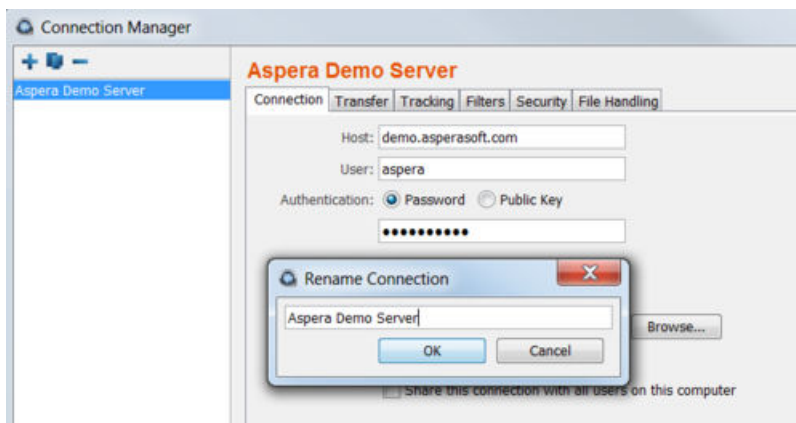 Connection Manager
Aspera Demo Server
Aspera Demo Server
Connection Transfer Tracking Filters Security File Handling
Host: demo.asperasoft.com
User: aspera
Authentication: Password Public Key
••••••••••
Rename Connection
Aspera Demo Server
Browse...
OK Cancel
Share this connection with all users on this computer